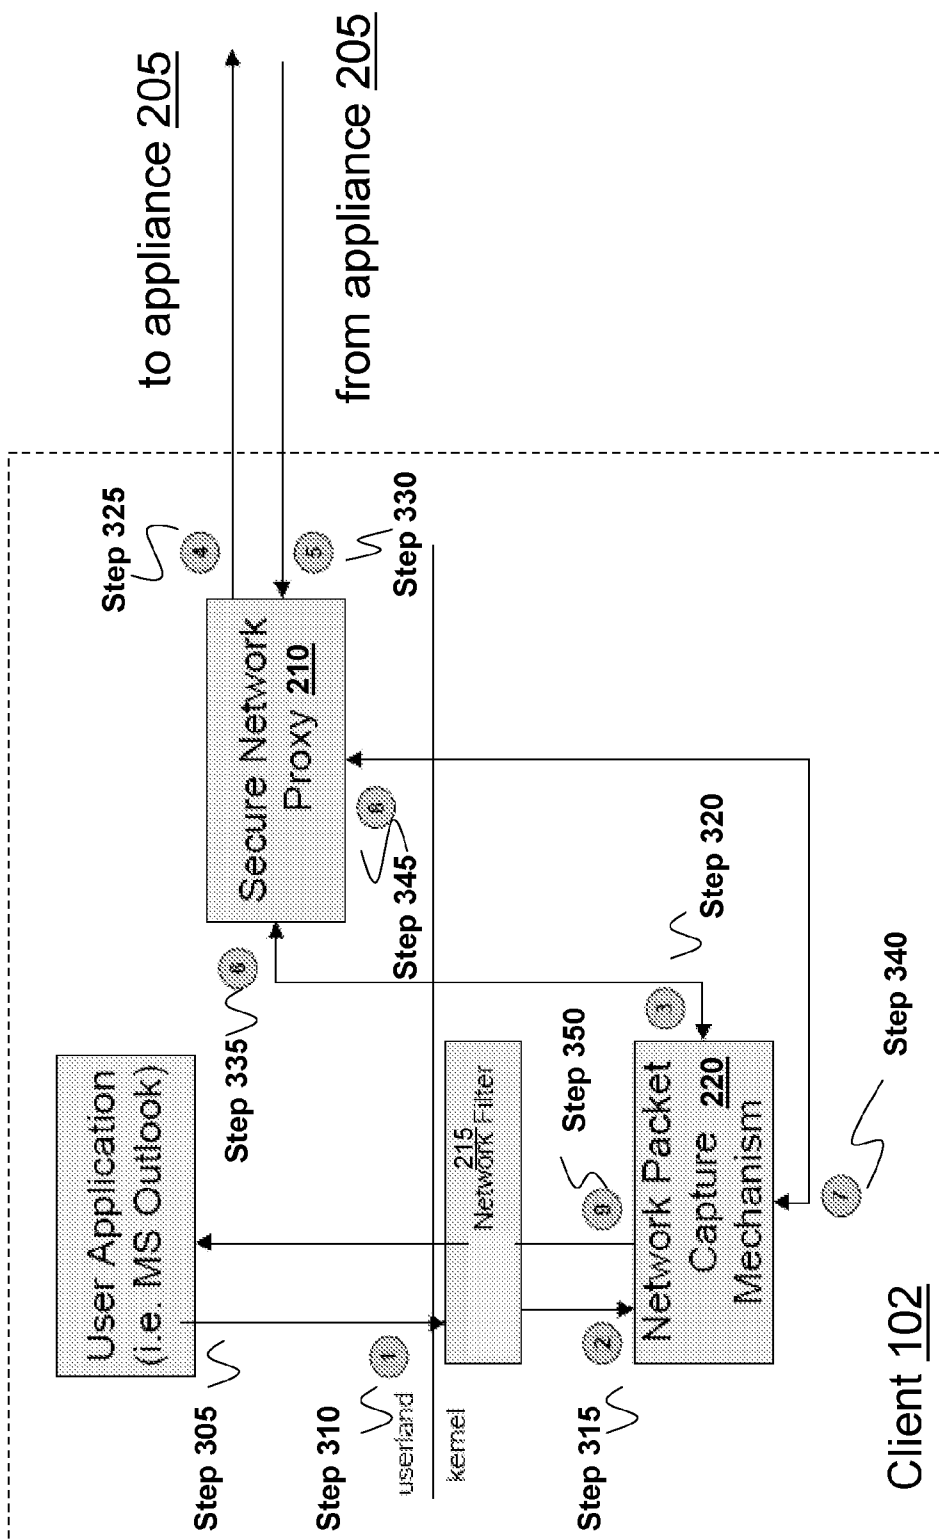 User Application
(i.e. MS Outlook)
Step 305
Step 310
1
userland
kernel
215
Network Filter
Step 315
2
9
Step 350
Network Packet
Capture 220
Mechanism
7
Step 340
3
Step 320
Step 335
6
Secure Network
Proxy 210
8
Step 345
Step 325
4
5
Step 330
to appliance 205
from appliance 205
Client 102